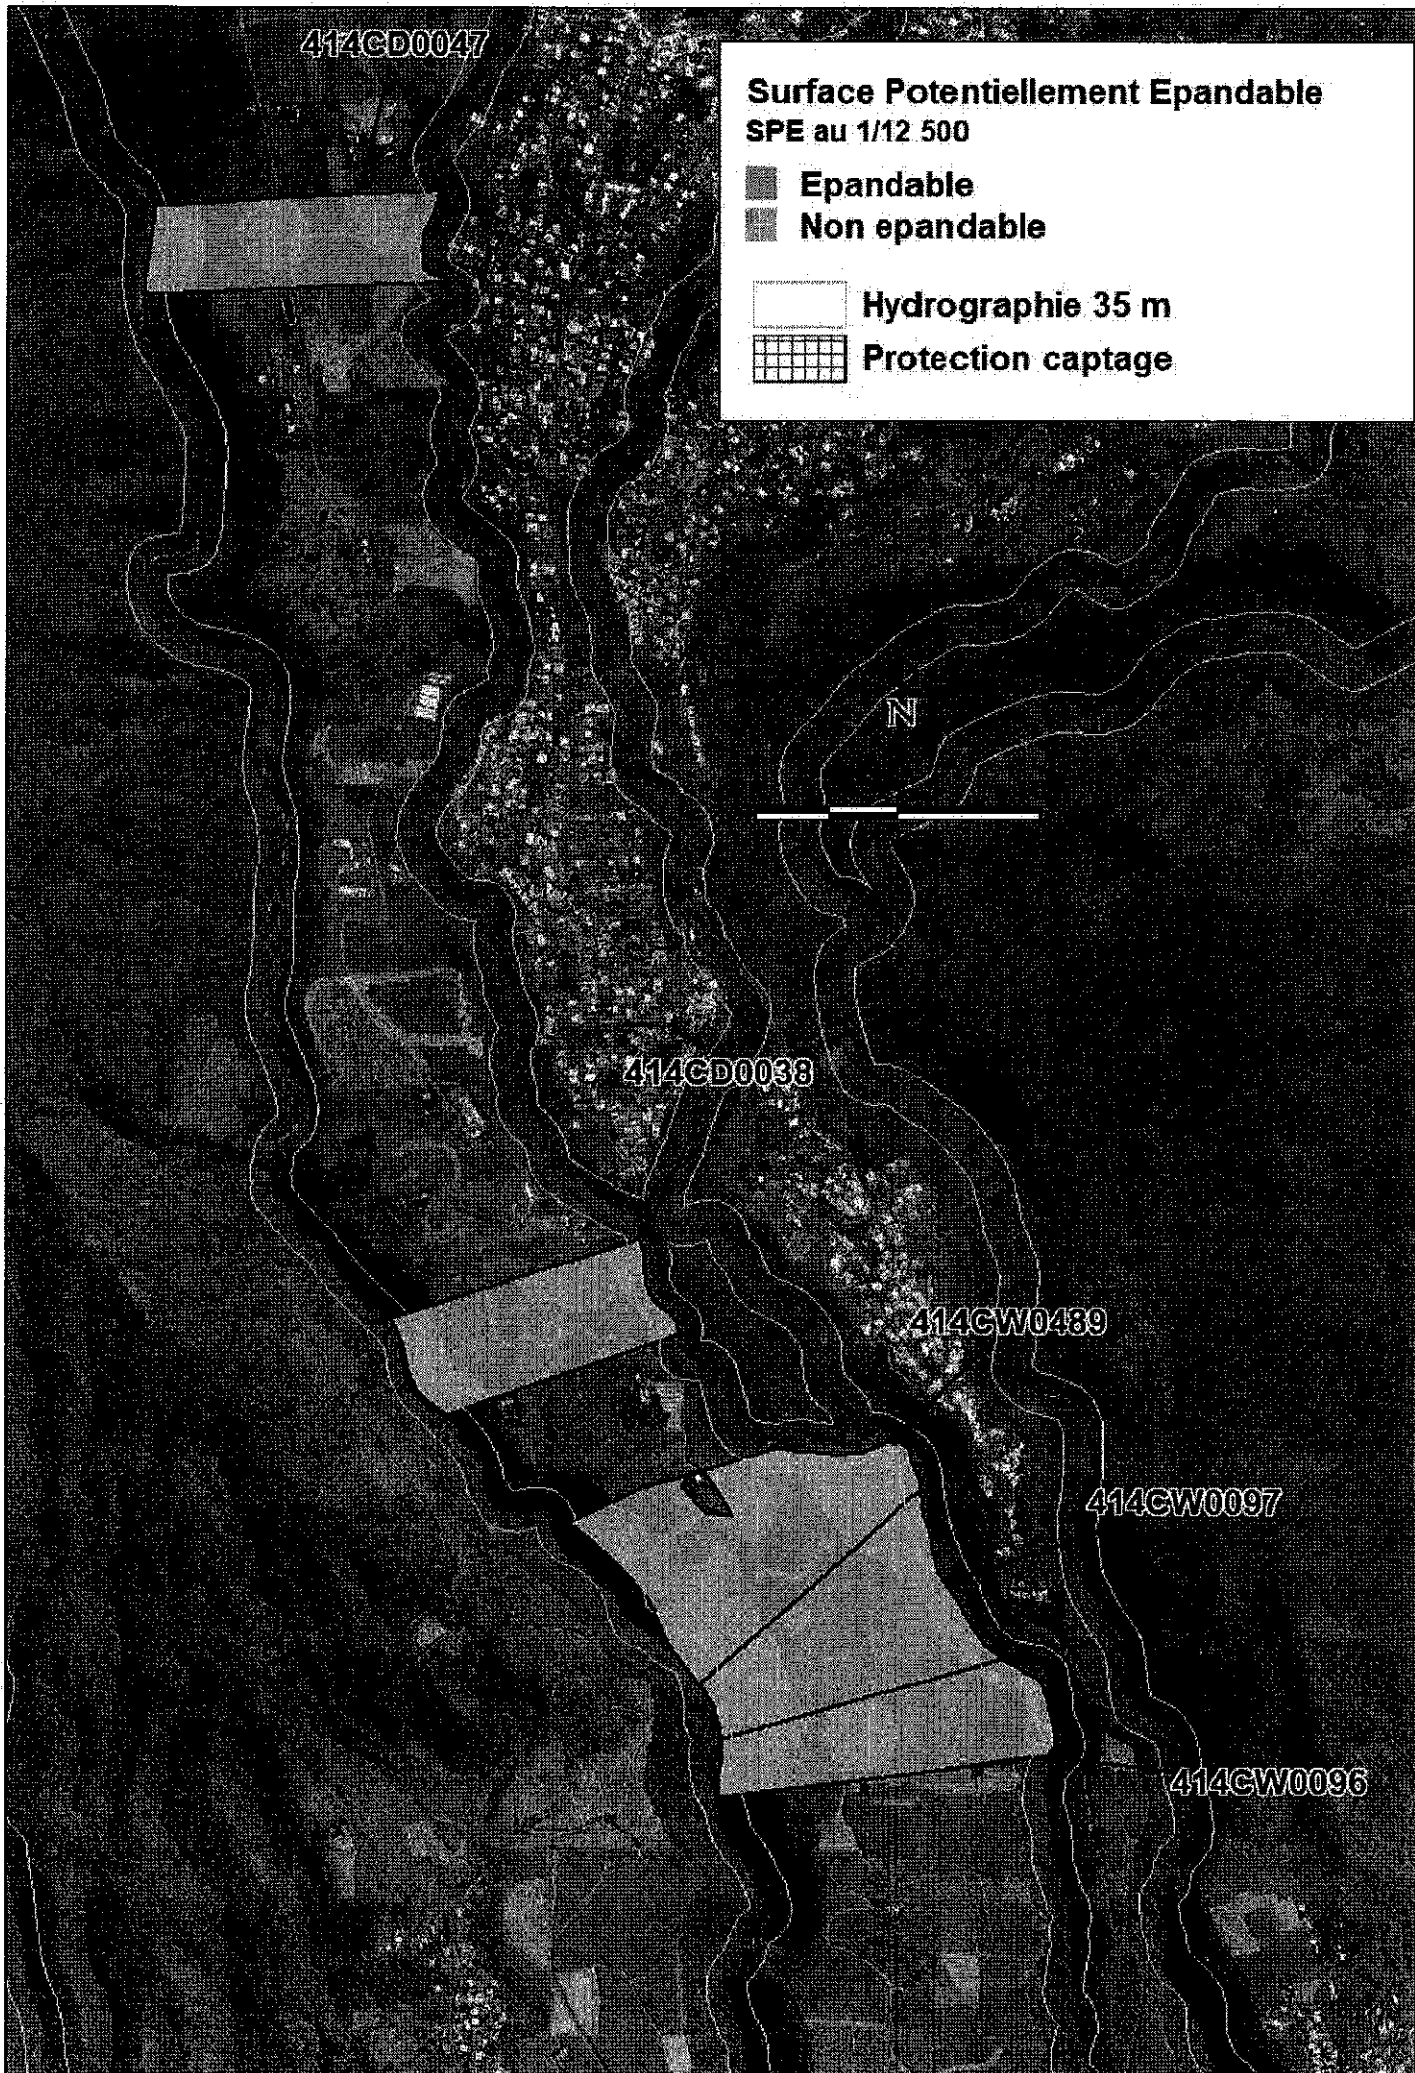 414CD0047
Surface Potentiellement Epandable
SPE au 1/12 500
Epandable
Non epandable
Hydrographie 35 m
Protection captage
N
414CD0038
414CW0489
414CW0097
414CW0096